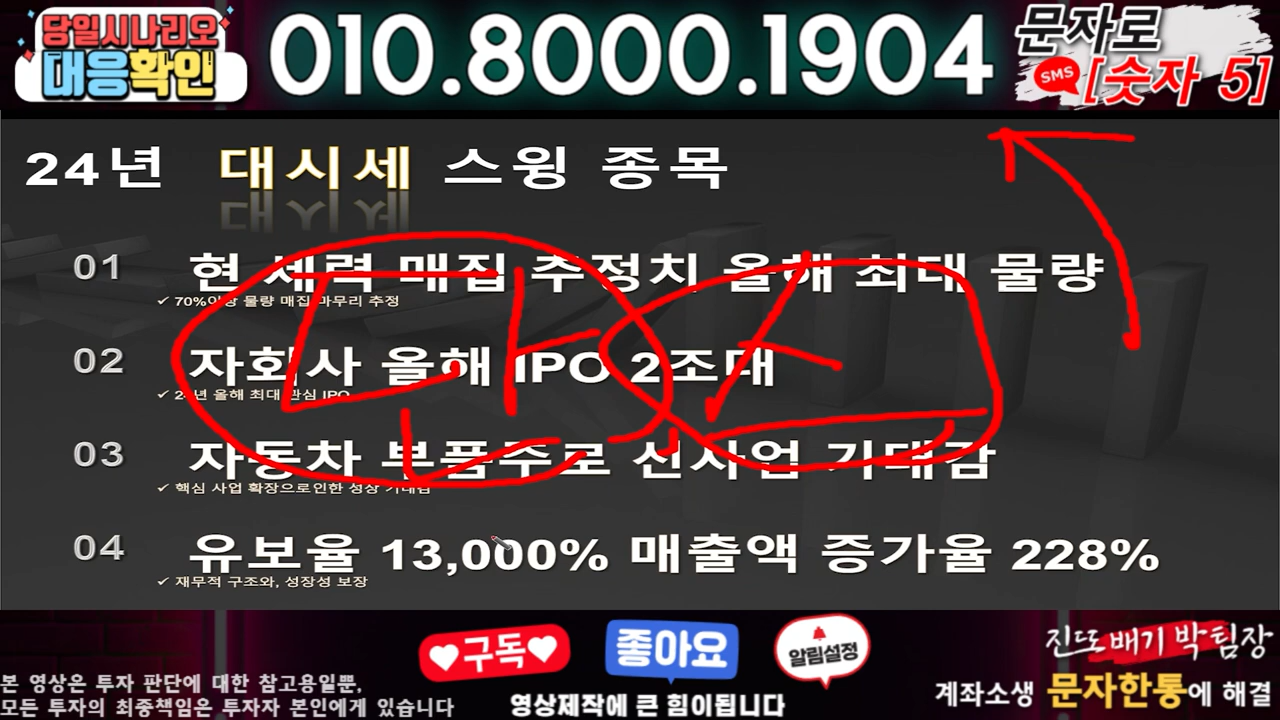 당일시나리오
대응확인
010.8000.1904
문자로
SMS
[숫자 5]
24년 대시세 스윙 종목
01 현 세력 매집 추정치 올해 최대 물량
✓ 70%이상 물량 매집 마무리 추정
02 자회사 올해 IPO 2조대
✓ 24년 올해 최대 관심 IPO
03 자동차 부품주로 신사업 기대감
✓ 핵심 사업 확장으로인한 성장 기대감
04 유보율 13,000% 매출액 증가율 228%
✓ 재무적 구조와, 성장성 보장
단 조
구독
좋아요
알림설정
영상제작에 큰 힘이됩니다
본 영상은 투자 판단에 대한 참고용일뿐,
모든 투자의 최종책임은 투자자 본인에게 있습니다
진또배기 박팀장
계좌소생 문자한통에 해결